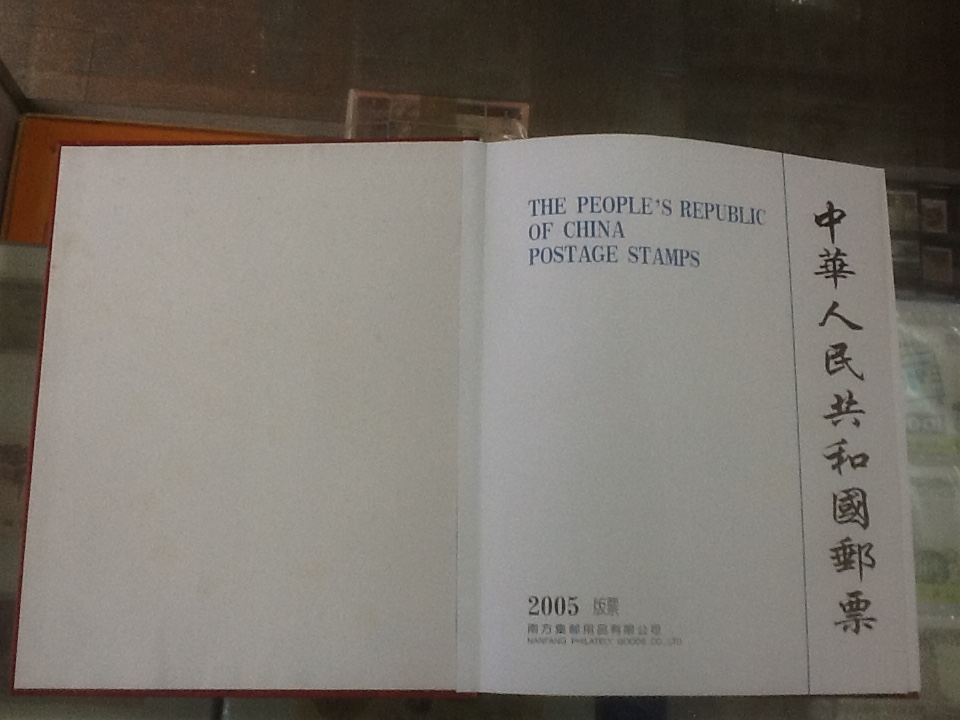 THE PEOPLE'S REPUBLIC
OF CHINA
POSTAGE STAMPS
中華人民共和國郵票
2005 版票
南方集邮用品有限公司
NANFANG PHILATELY GOODS CO., LTD